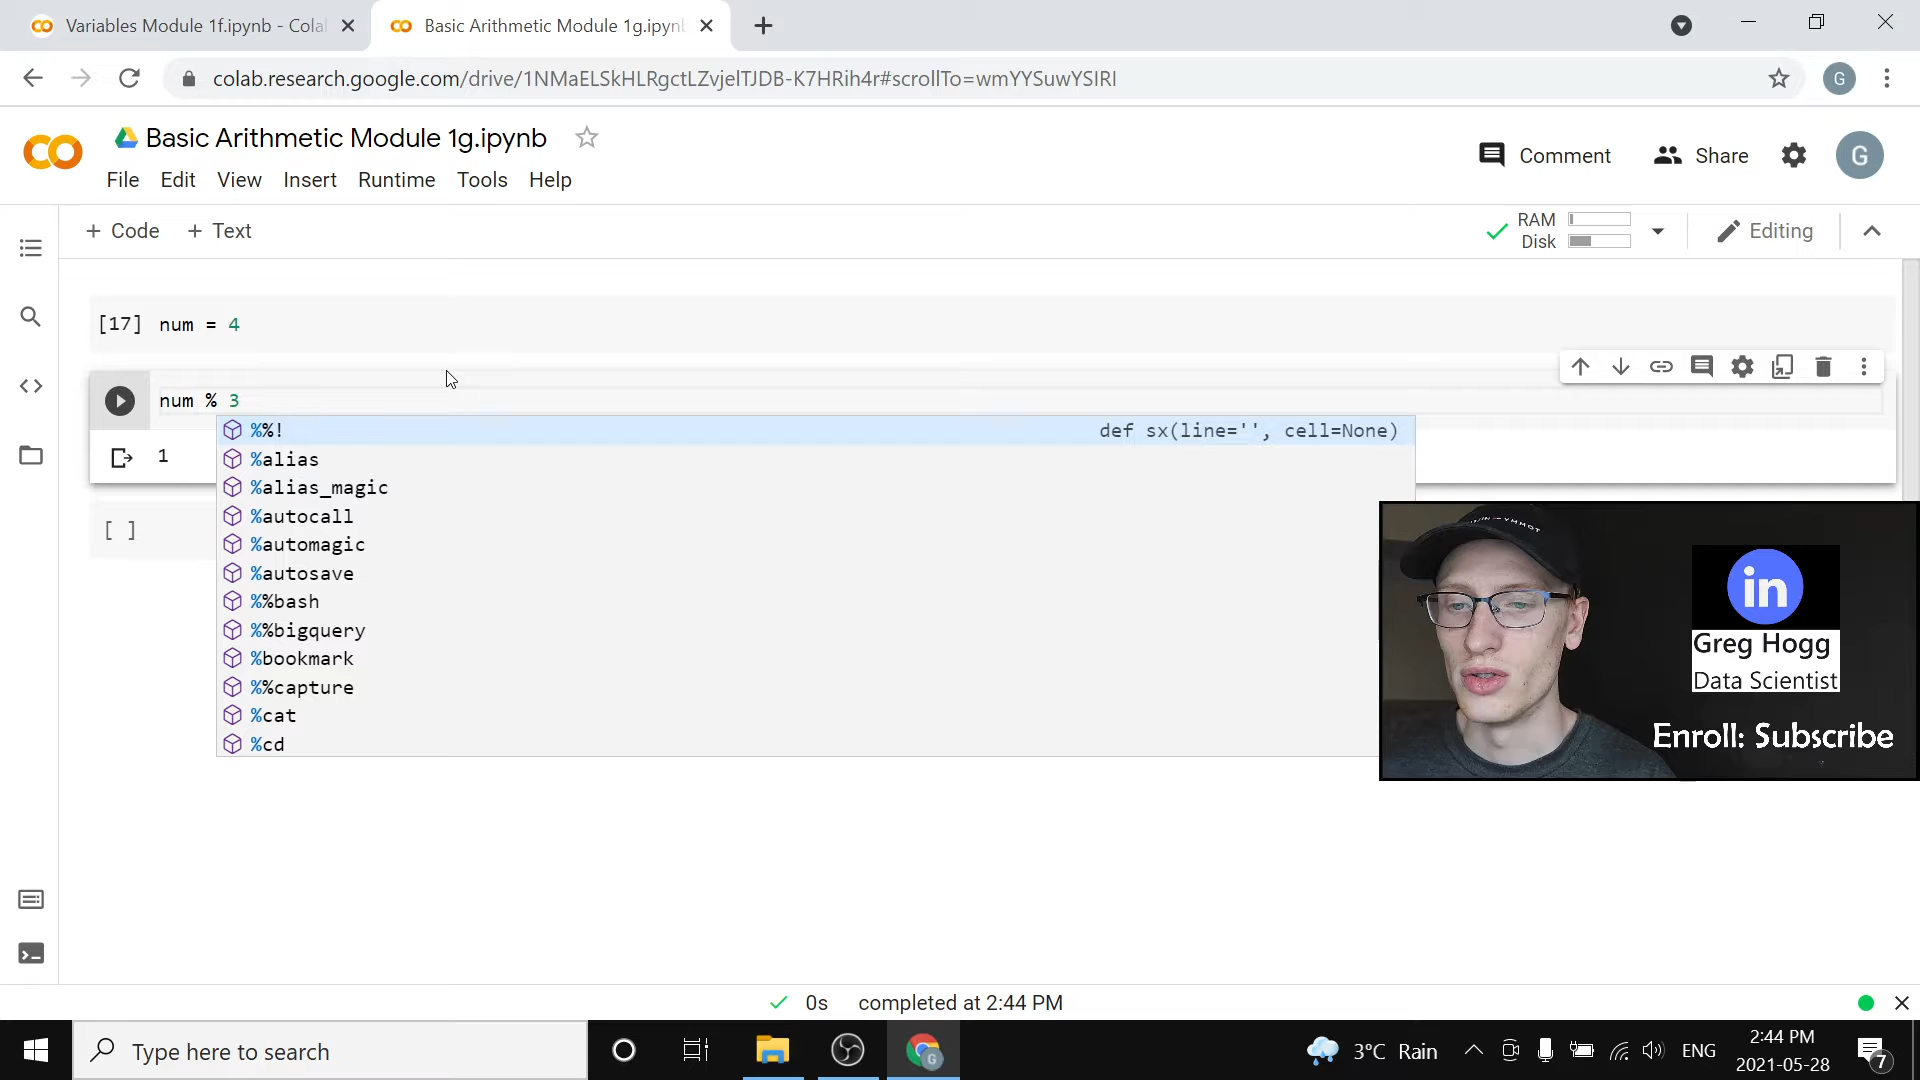 Variables Module 1f.ipynb - Cola
Basic Arithmetic Module 1g.ipyn
colab.research.google.com/drive/1NMaELSkHLRgctLZvjelTJDB-K7HRih4r#scrollTo=wmYYSuwYSIRI
G
Basic Arithmetic Module 1g.ipynb
Comment
Share
G
File Edit View Insert Runtime Tools Help
+ Code + Text
RAM
Disk
Editing
[17] num = 4
num % 3
%%! def sx(line='', cell=None)
1
%alias
%alias_magic
%autocall
[ ]
%automagic
%autosave
%%bash
%%bigquery
%bookmark
%%capture
%cat
%cd
in
Greg Hogg
Data Scientist
Enroll: Subscribe
0s completed at 2:44 PM
Type here to search
G
3°C Rain
ENG
2:44 PM
2021-05-28
7